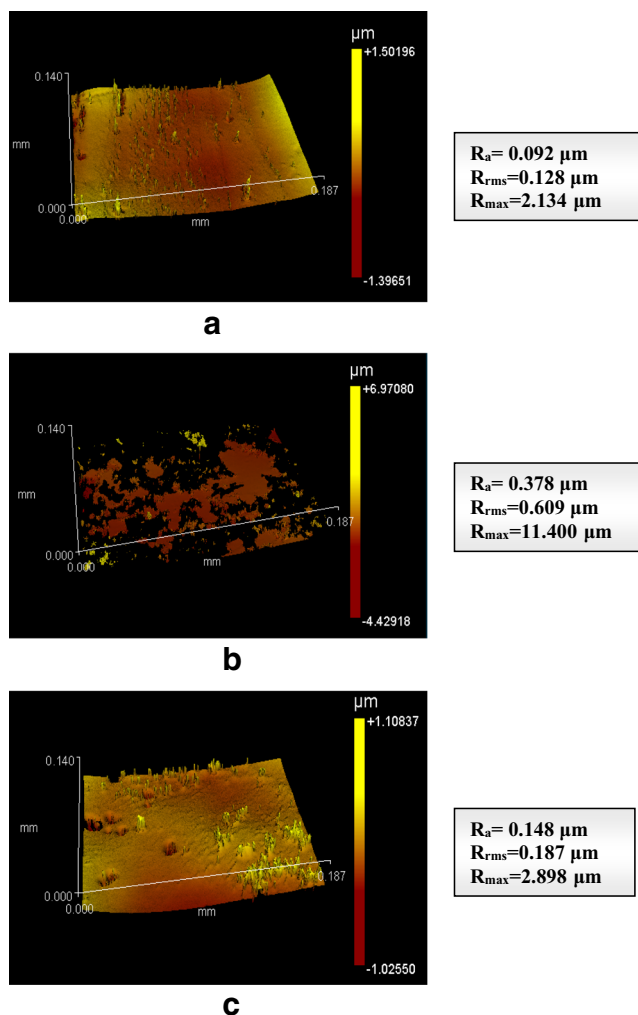 µm
+1.50196
0.140
mm
0.187
0.000
0.000
mm
-1.39651
Ra= 0.092 µm
Rrms=0.128 µm
Rmax=2.134 µm
a
µm
+6.97080
0.140
mm
0.187
0.000
0.000
mm
-4.42918
Ra= 0.378 µm
Rrms=0.609 µm
Rmax=11.400 µm
b
µm
+1.10837
0.140
mm
0.187
0.000
0.000
mm
-1.02550
Ra= 0.148 µm
Rrms=0.187 µm
Rmax=2.898 µm
c